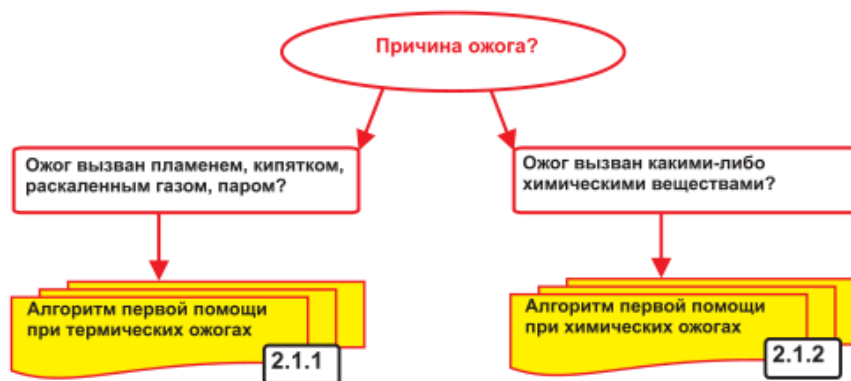 Причина ожога?
Ожог вызван пламенем, кипятком,
раскаленным газом, паром?
Ожог вызван какими-либо
химическими веществами?
Алгоритм первой помощи
при термических ожогах
2.1.1
Алгоритм первой помощи
при химических ожогах
2.1.2